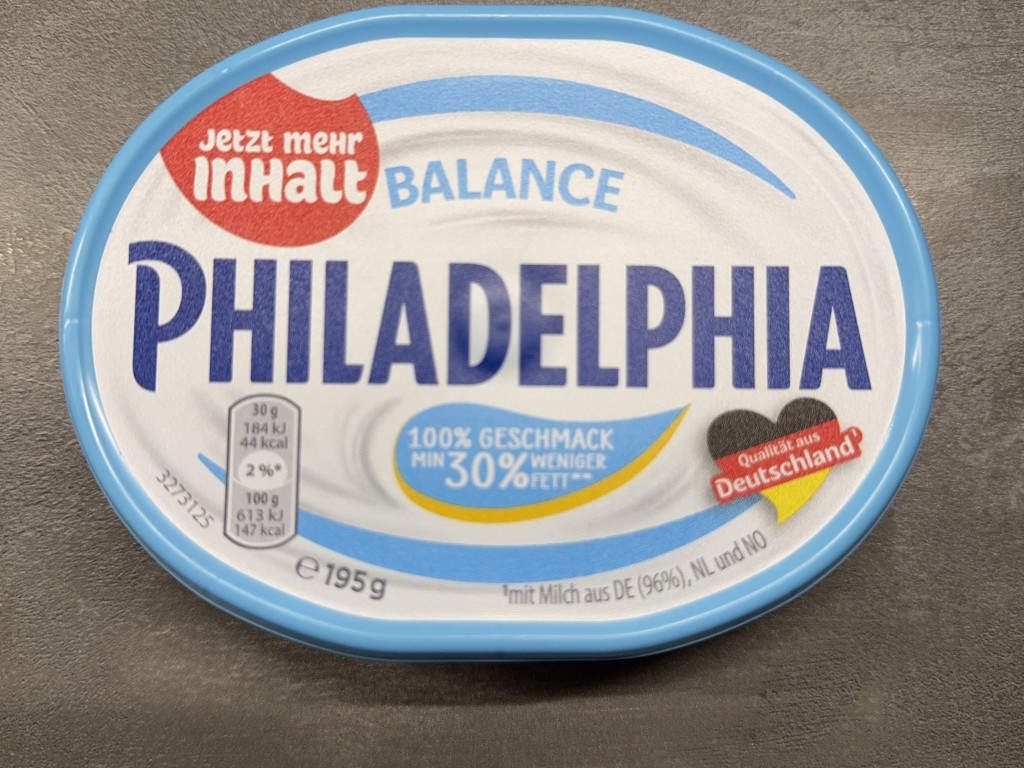 Jetzt mehr
Inhalt
BALANCE
PHILADELPHIA
30 g
184 kJ
44 kcal
2 %*
100 g
613 kJ
147 kcal
100% GESCHMACK
MIN 30% WENIGER
FETT**
Qualität aus
Deutschland¹
3273125
℮ 195 g
¹mit Milch aus DE (96%), NL und NO